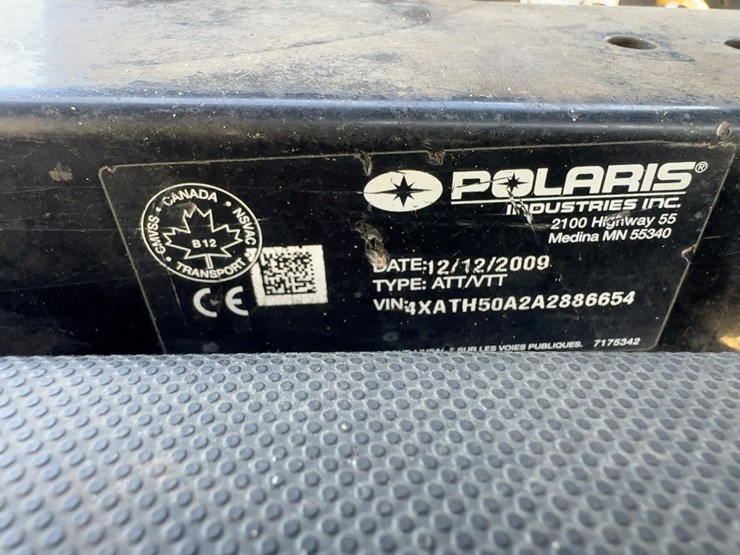 POLARIS®
INDUSTRIES INC.
2100 Highway 55
Medina MN 55340
CANADA • NSVAC • TRANSPORT • CMVSS •
B12
CE
DATE: 12/12/2009
TYPE: ATT/VTT
VIN: 4XATH50A2A2886654
SUR LES VOIES PUBLIQUES. 7175342